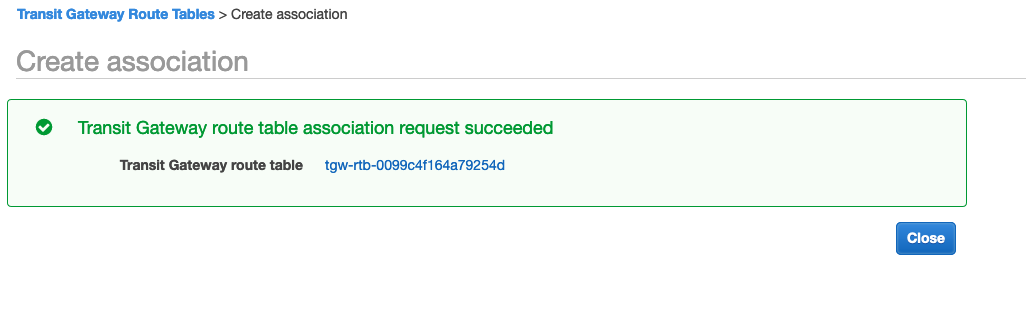 Transit Gateway Route Tables > Create association
Create association
Transit Gateway route table association request succeeded
Transit Gateway route table tgw-rtb-0099c4f164a79254d
Close